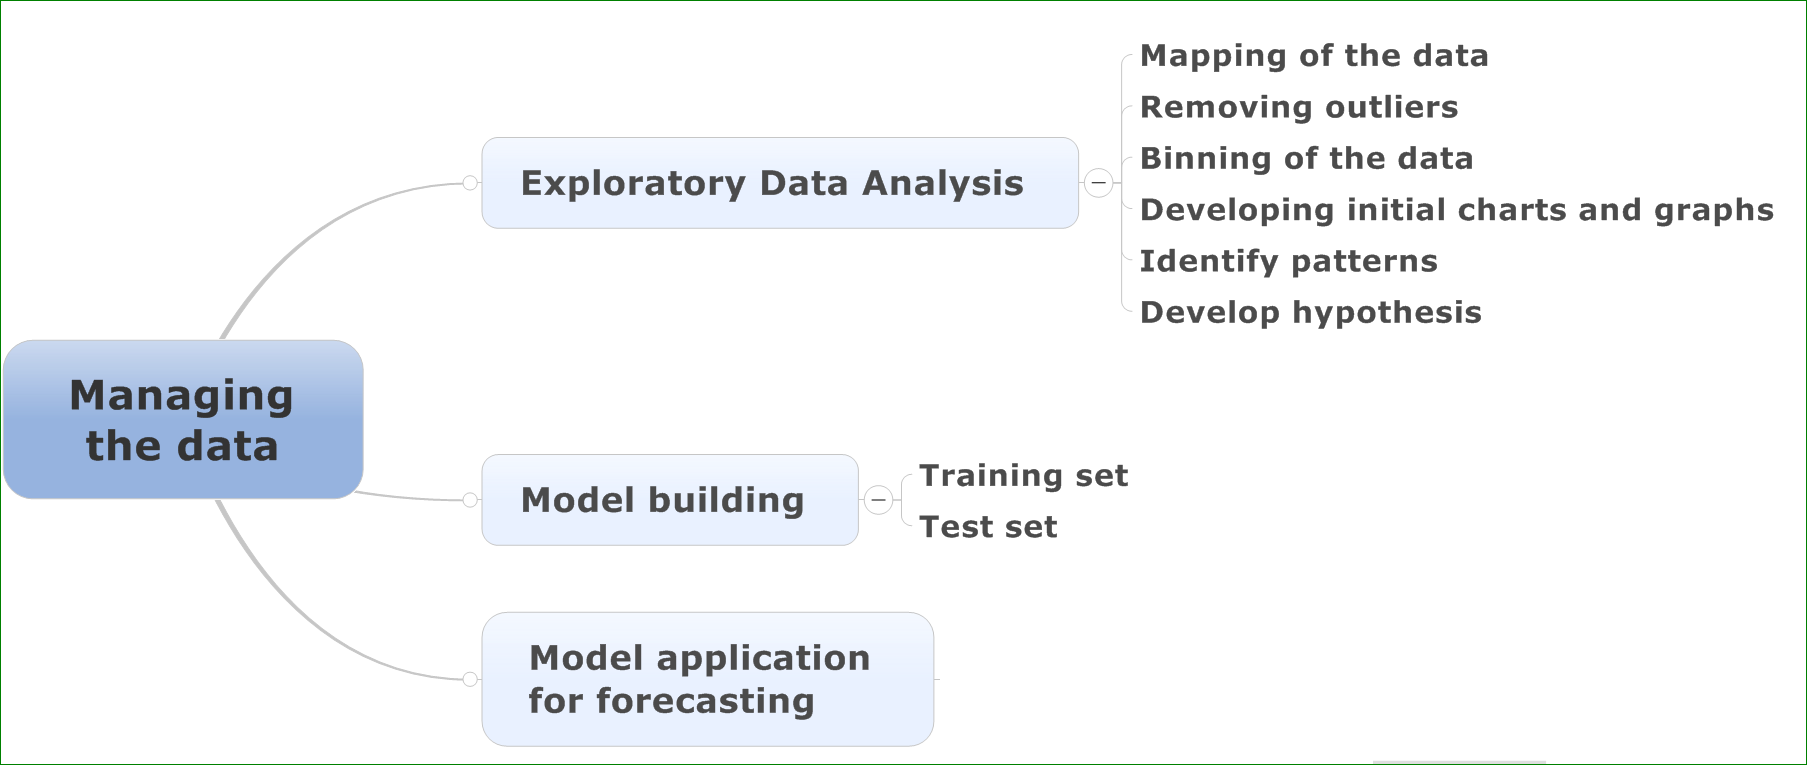 Managing
the data
Exploratory Data Analysis
Mapping of the data
Removing outliers
Binning of the data
Developing initial charts and graphs
Identify patterns
Develop hypothesis
Model building
Training set
Test set
Model application
for forecasting